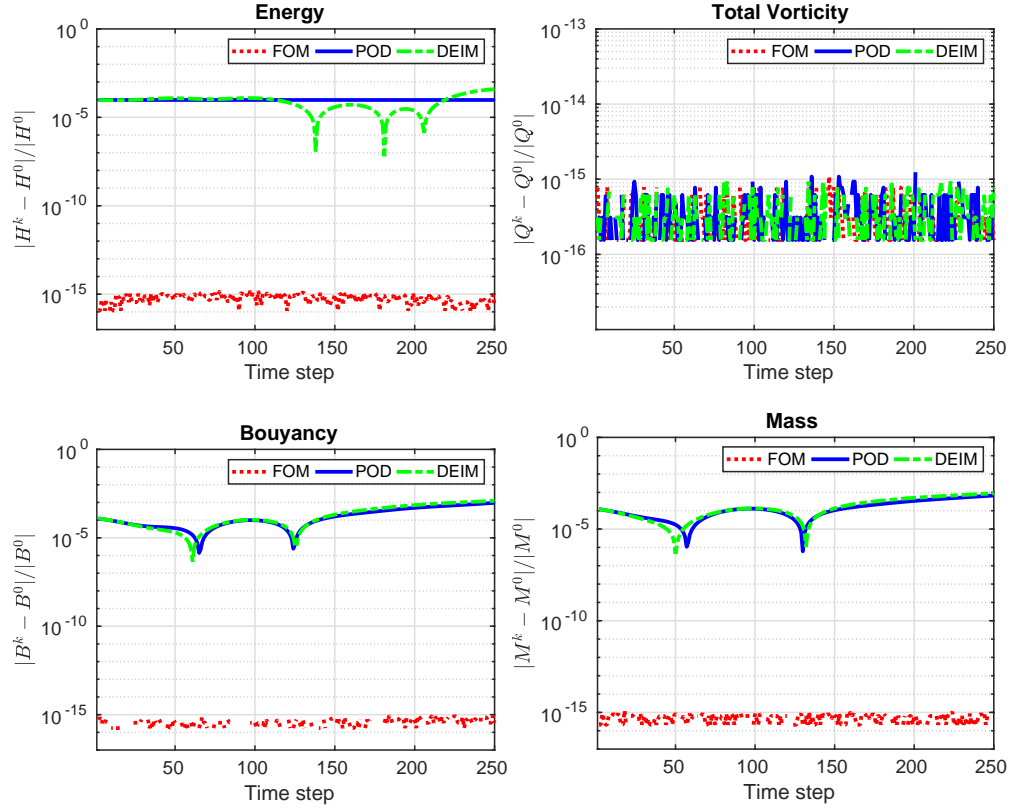 Energy
FOM POD DEIM
10^0
10^-5
10^-10
10^-15
|H^k − H^0|/|H^0|
50 100 150 200 250
Time step
Total Vorticity
FOM POD DEIM
10^-13
10^-14
10^-15
10^-16
|Q^k − Q^0|/|Q^0|
50 100 150 200 250
Time step
Bouyancy
FOM POD DEIM
10^0
10^-5
10^-10
10^-15
|B^k − B^0|/|B^0|
50 100 150 200 250
Time step
Mass
FOM POD DEIM
10^0
10^-5
10^-10
10^-15
|M^k − M^0|/|M^0|
50 100 150 200 250
Time step